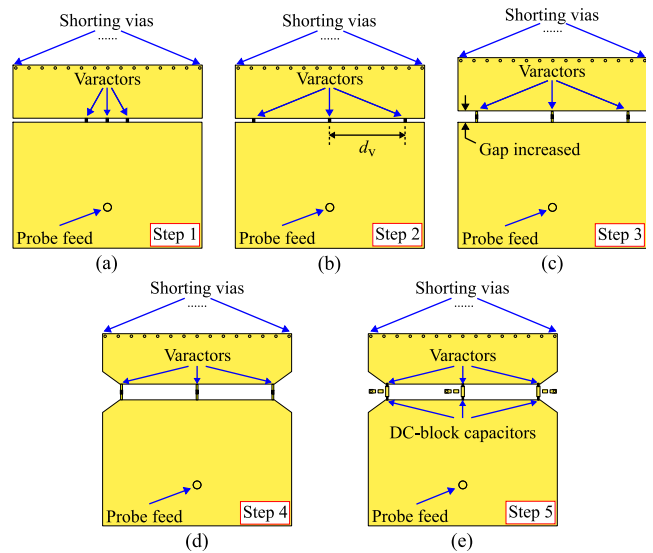 Shorting vias
......
Varactors
Probe feed
Step 1
(a)
Shorting vias
......
Varactors
dv
Probe feed
Step 2
(b)
Shorting vias
......
Varactors
Gap increased
Probe feed
Step 3
(c)
Shorting vias
......
Varactors
Probe feed
Step 4
(d)
Shorting vias
......
Varactors
DC-block capacitors
Probe feed
Step 5
(e)